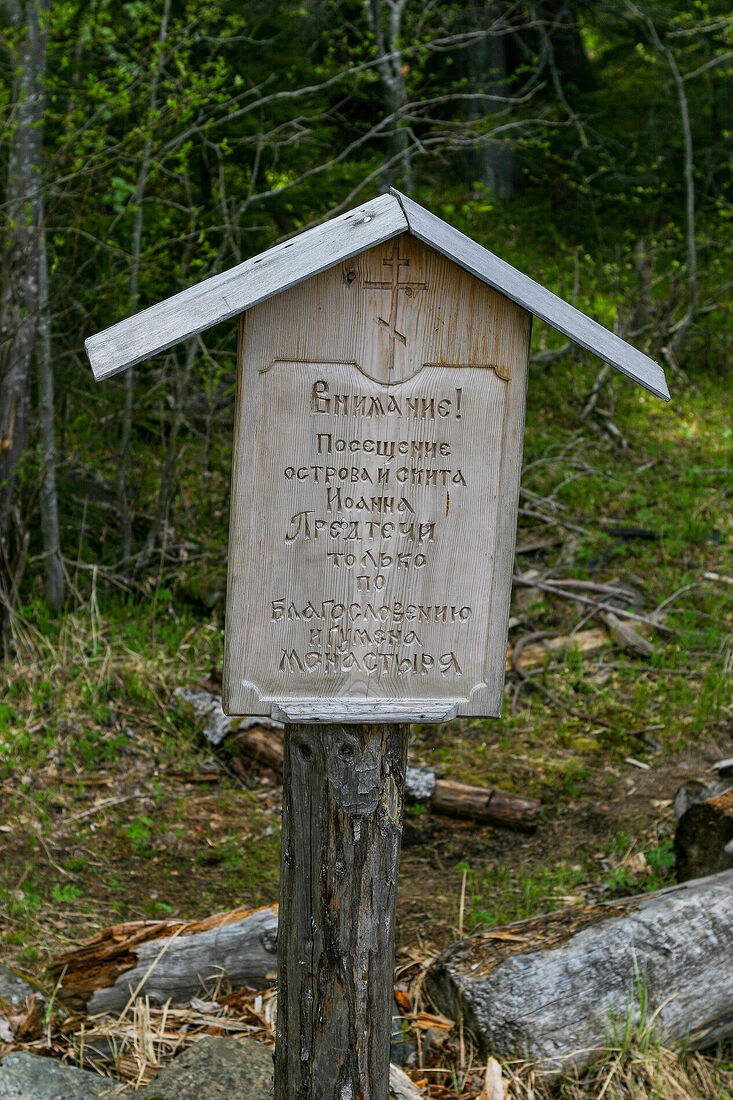 Внимание!
Посещение
острова и скита
Иоанна
Предтечи
только
по
благословению
игумена
монастыря